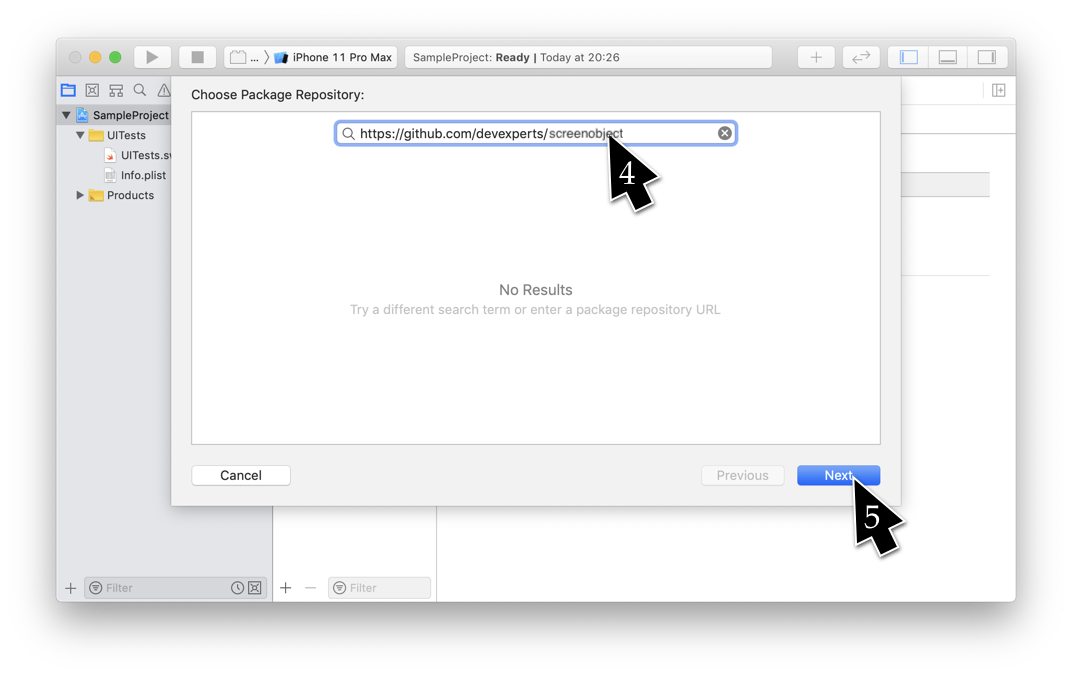 ... iPhone 11 Pro Max
SampleProject: Ready | Today at 20:26
Choose Package Repository:
SampleProject
UITests
UITests.sw
Info.plist
Products
https://github.com/devexperts/screenobject
4
No Results
Try a different search term or enter a package repository URL
Cancel
Previous
Next
5
Filter
Filter